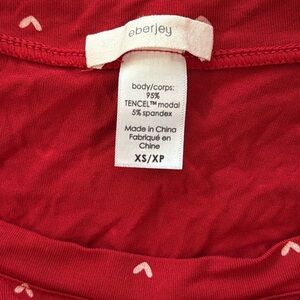 eberjey
body/corps:
95%
TENCEL™ modal
5% spandex
Made in China
Fabriqué en
Chine
XS/XP